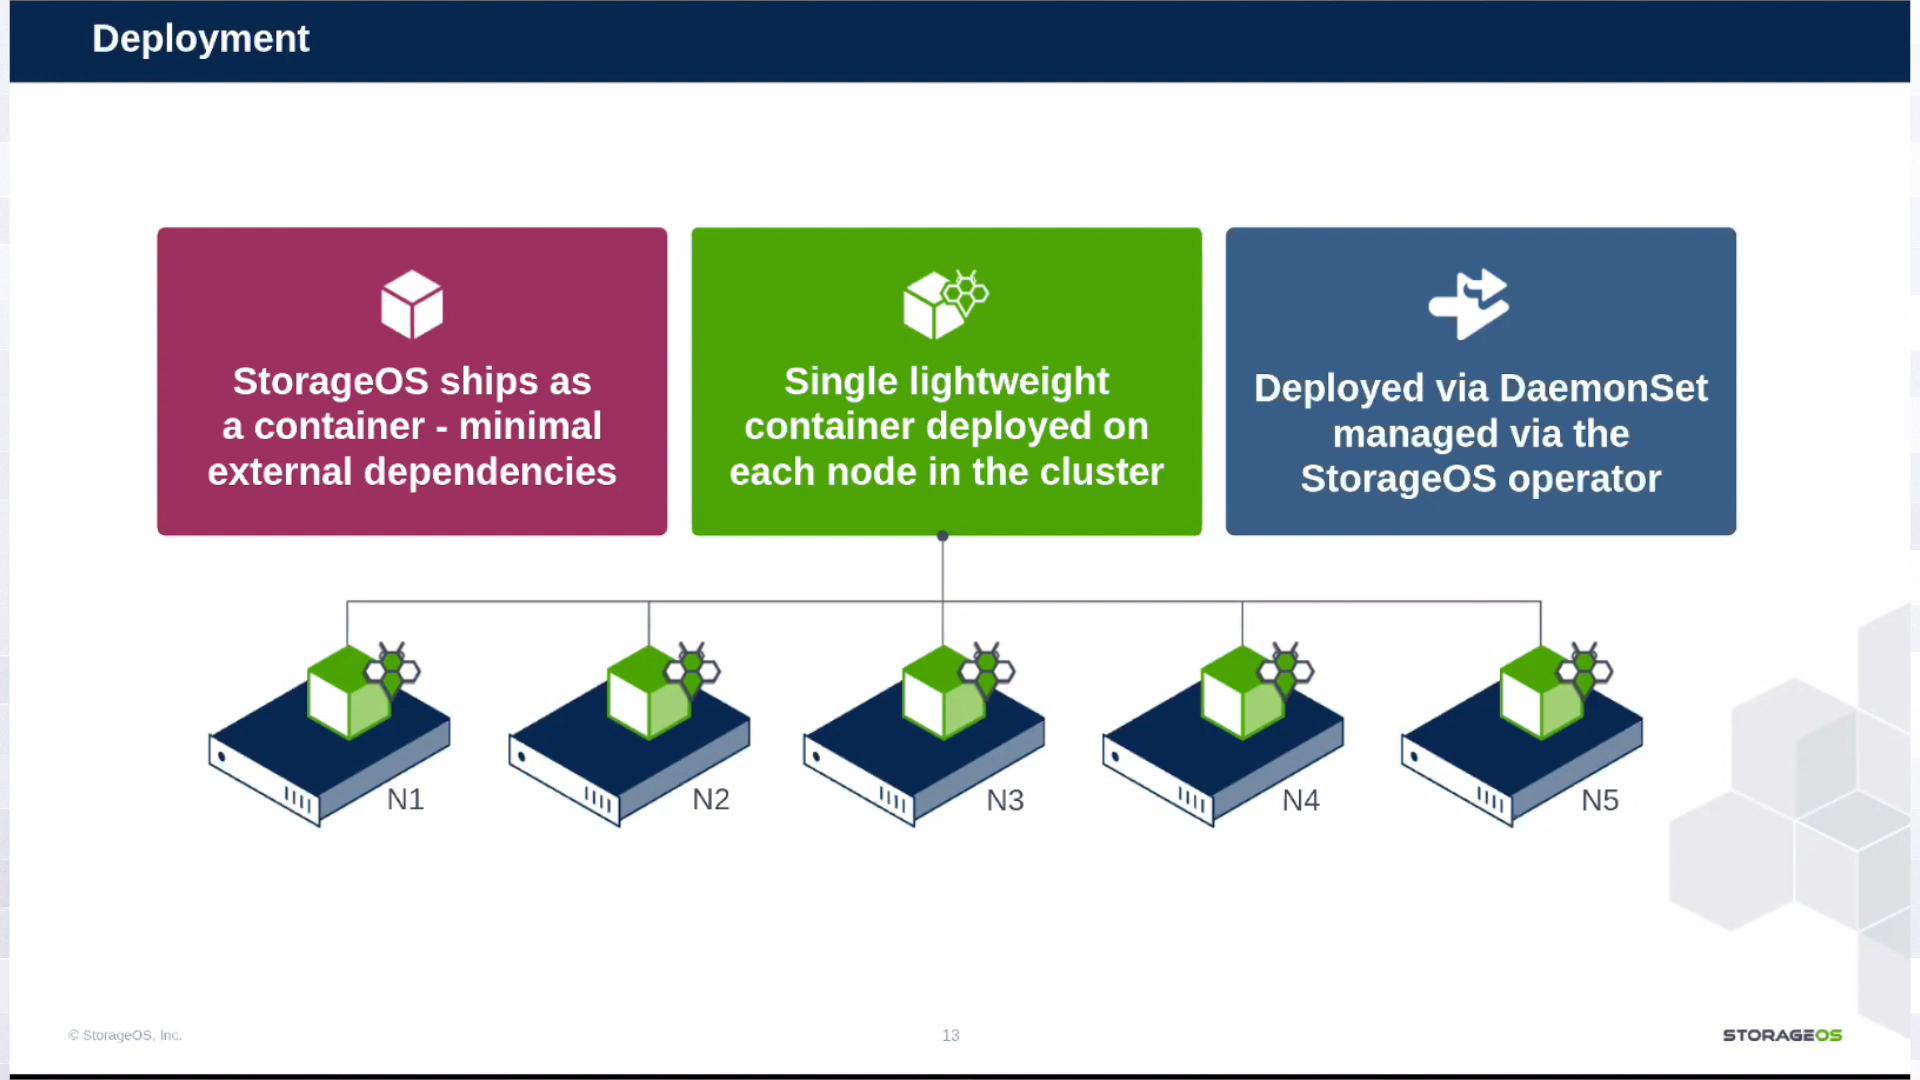 Deployment
StorageOS ships as
a container - minimal
external dependencies
Single lightweight
container deployed on
each node in the cluster
Deployed via DaemonSet
managed via the
StorageOS operator
N1
N2
N3
N4
N5
© StorageOS, Inc.
13
STORAGEOS